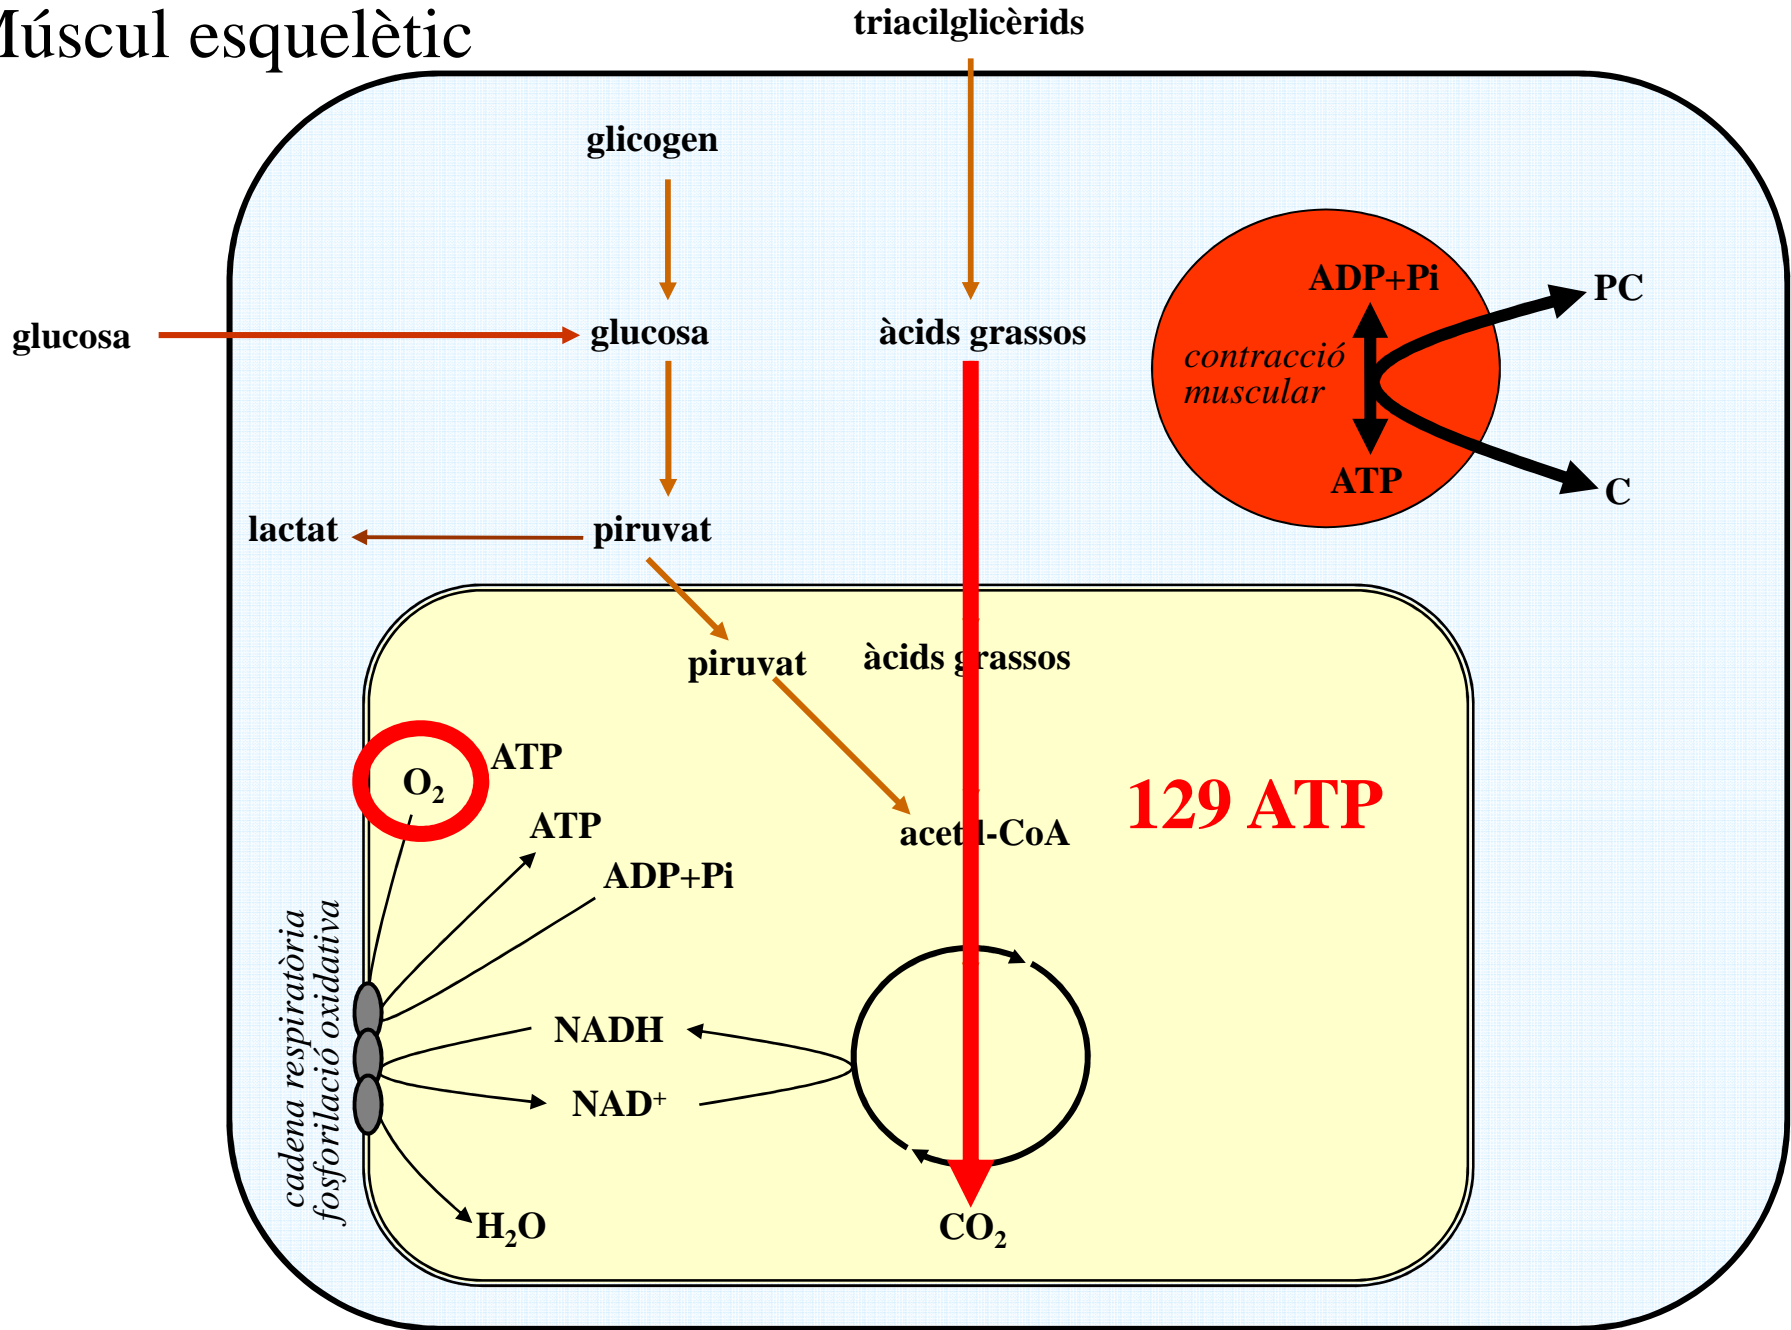 Múscul esquelètic
triacilglicèrids
glicogen
glucosa
glucosa
àcids grassos
ADP+Pi
PC
contracció
muscular
ATP
C
lactat
piruvat
piruvat
àcids grassos
O₂
ATP
ATP
ADP+Pi
acetil-CoA
129 ATP
cadena respiratòria
fosforilació oxidativa
NADH
NAD⁺
H₂O
CO₂